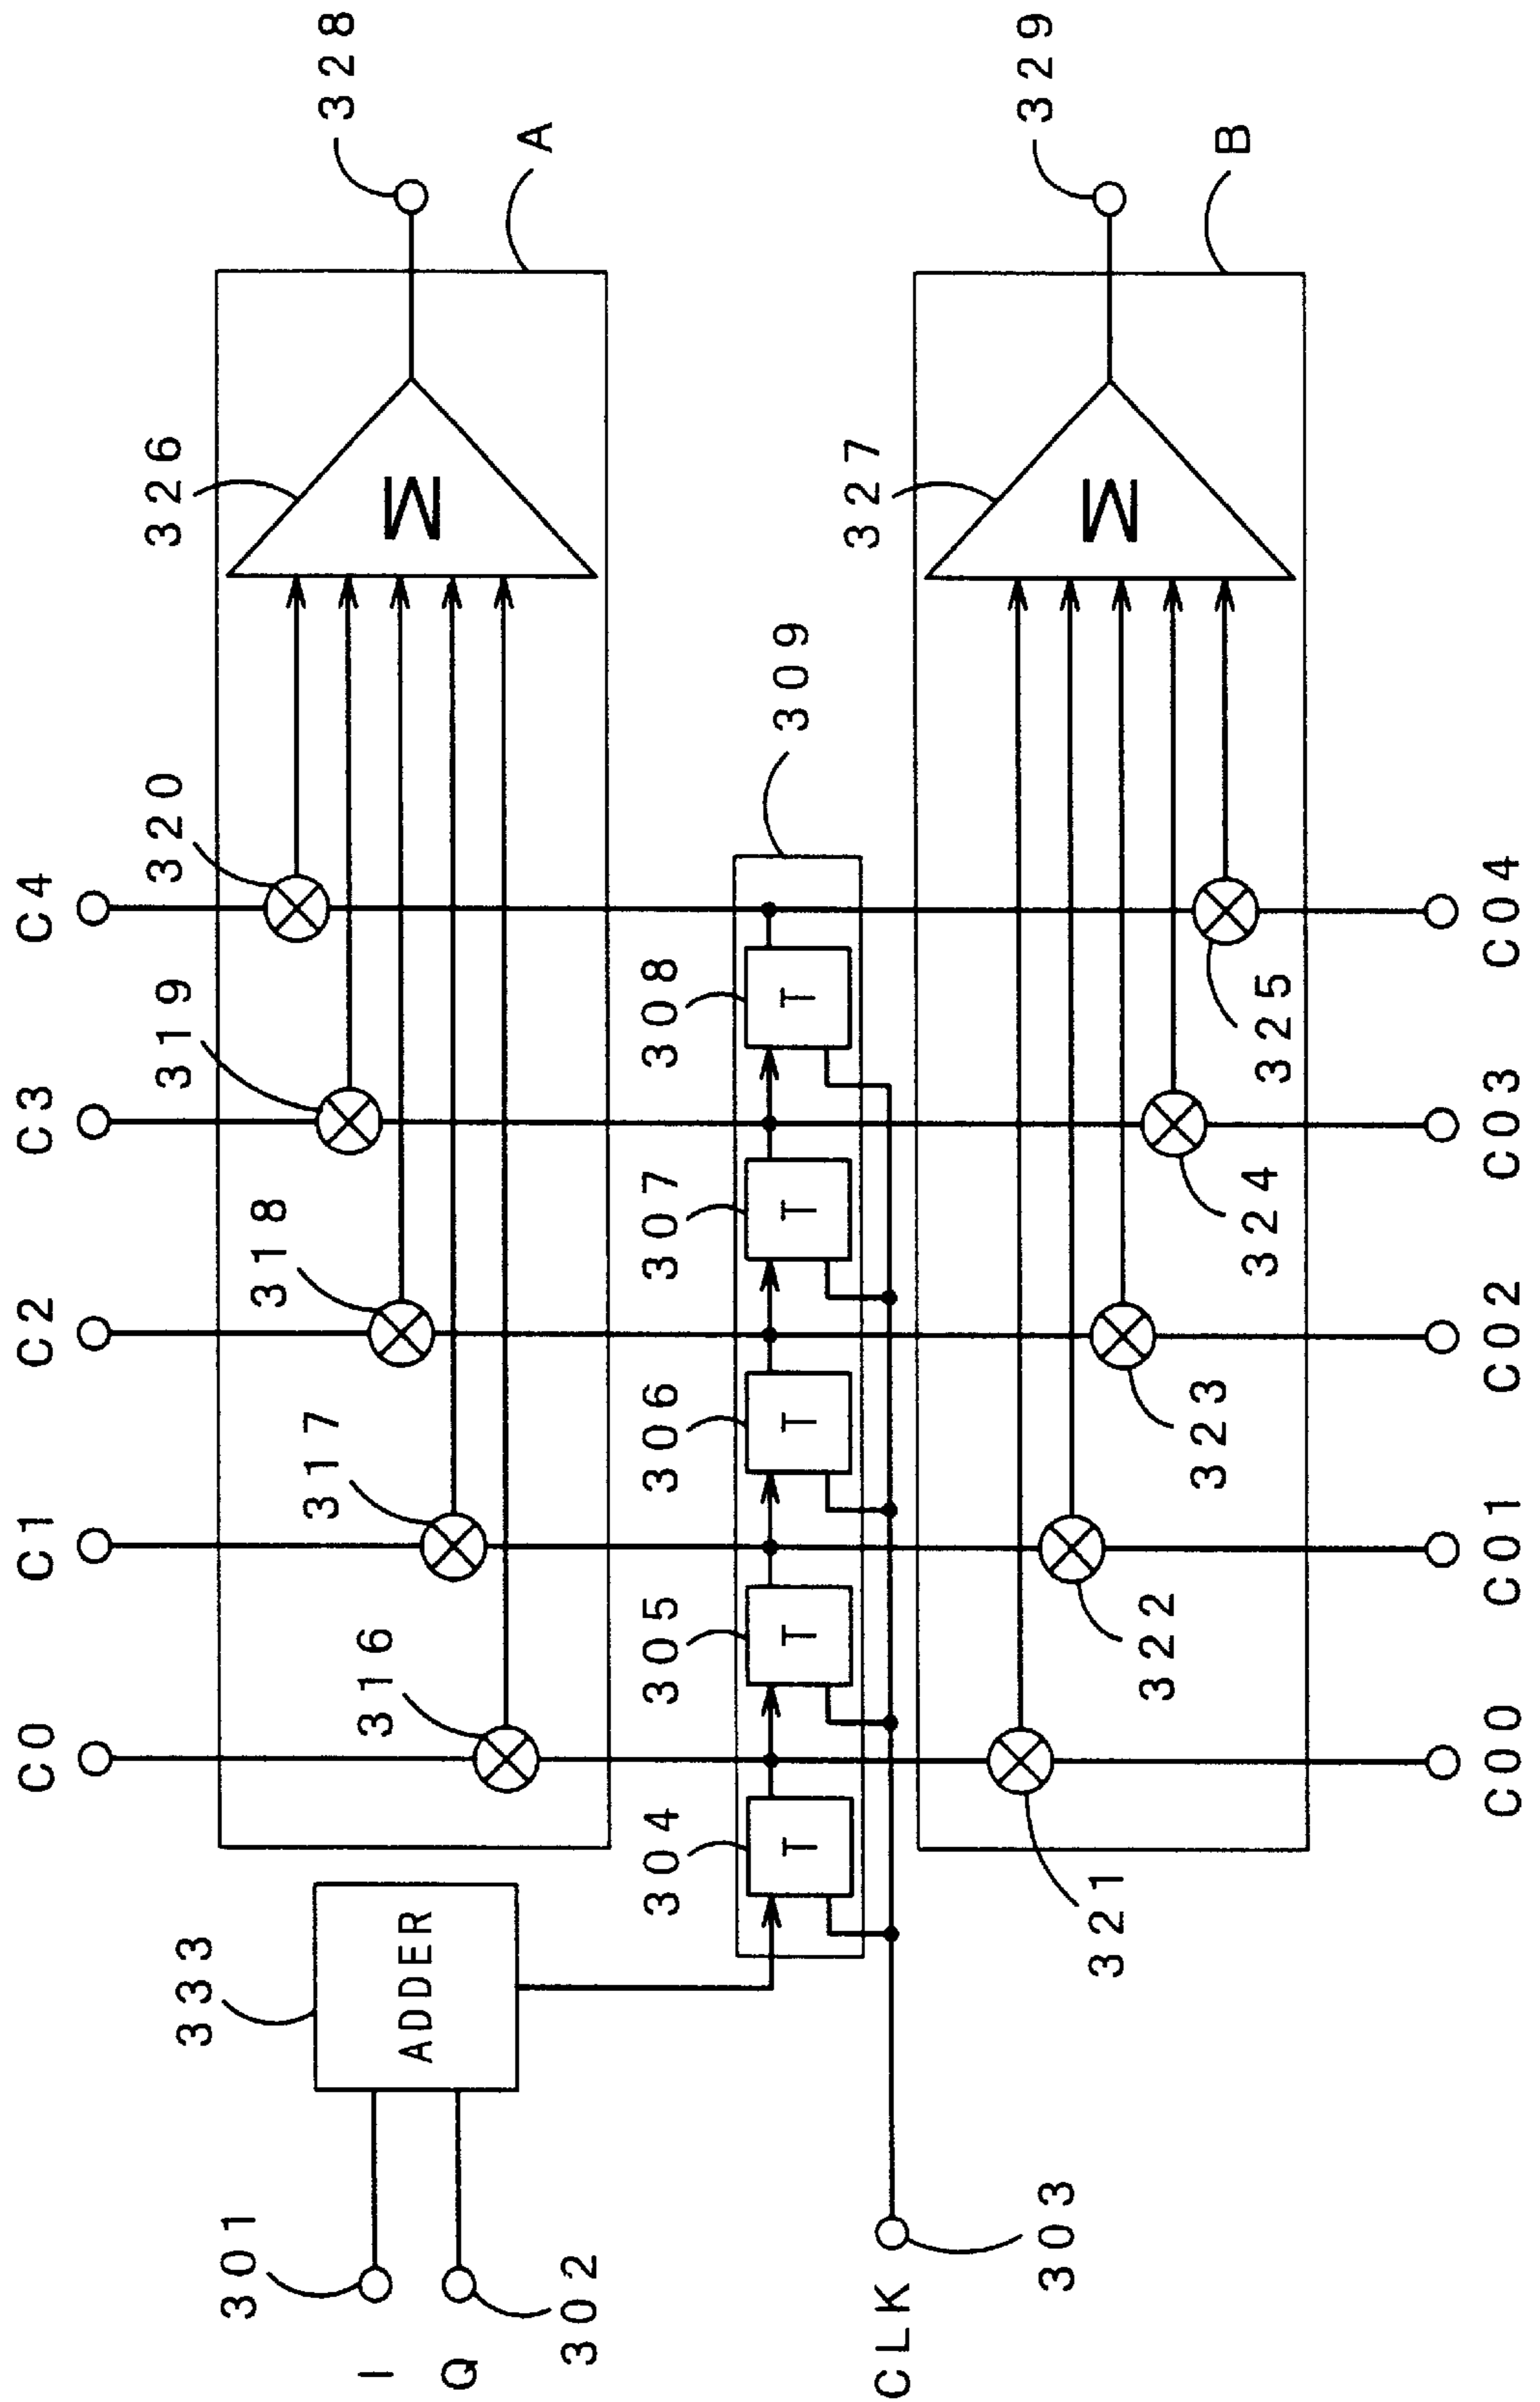 C0 C1 C2 C3 C4
316 317 318 319 320 326
328
A
Σ
301
I
Q
302
333
ADDER
304 305 306 307 308
309
T T T T T
CLK
303
327
329
B
Σ
321 322 323 324 325
C00 C01 C02 C03 C04